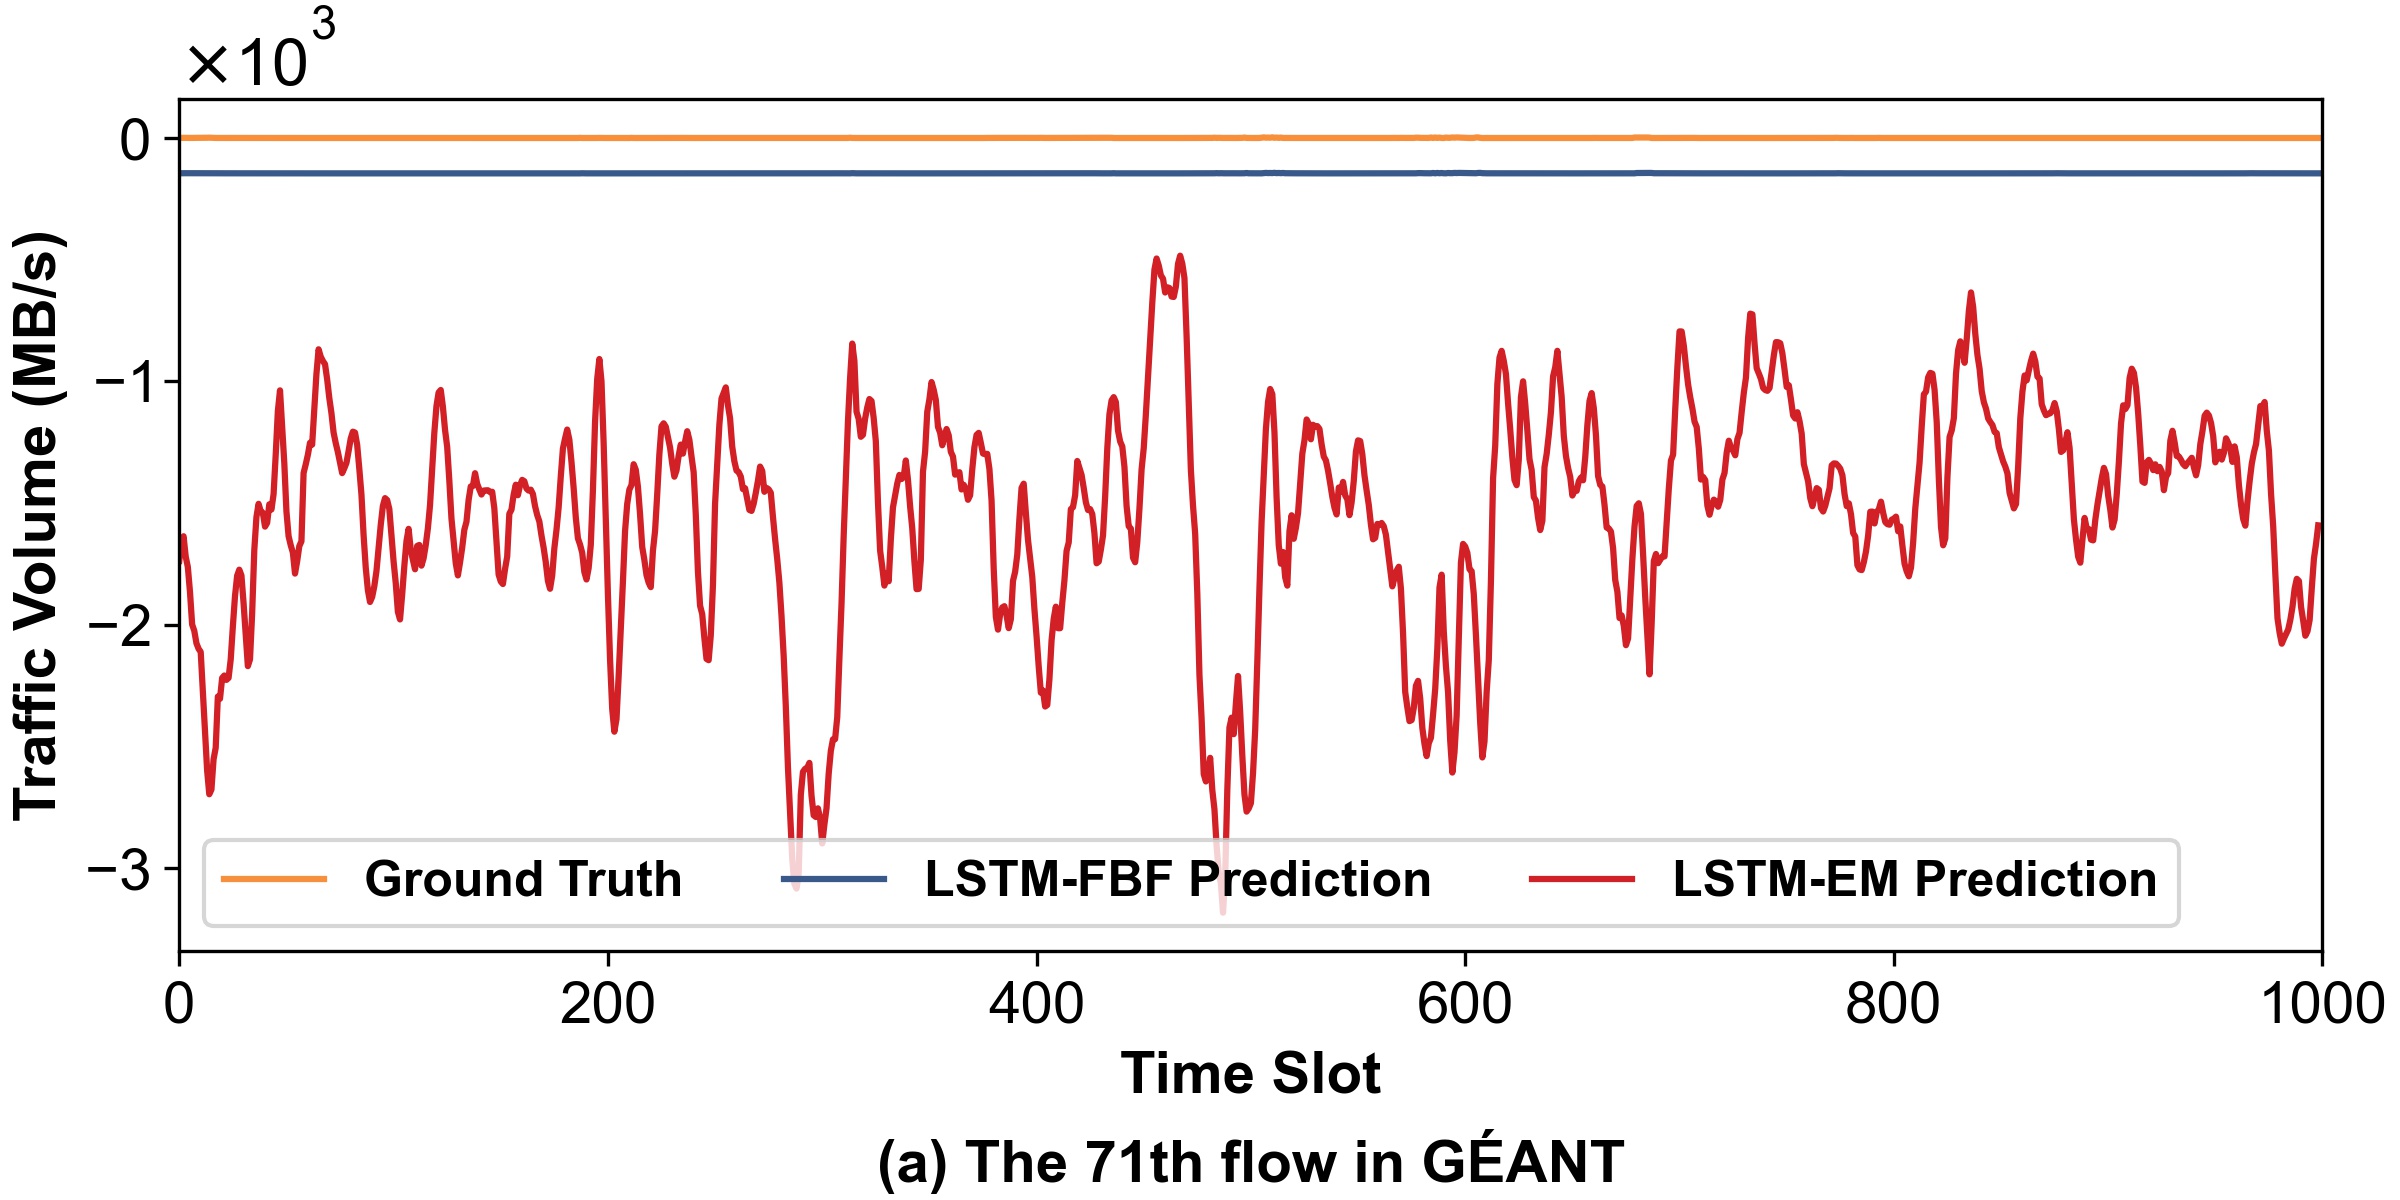 ×10³
0
−1
−2
−3
Traffic Volume (MB/s)
Ground Truth LSTM-FBF Prediction LSTM-EM Prediction
0 200 400 600 800 1000
Time Slot
(a) The 71th flow in GÉANT